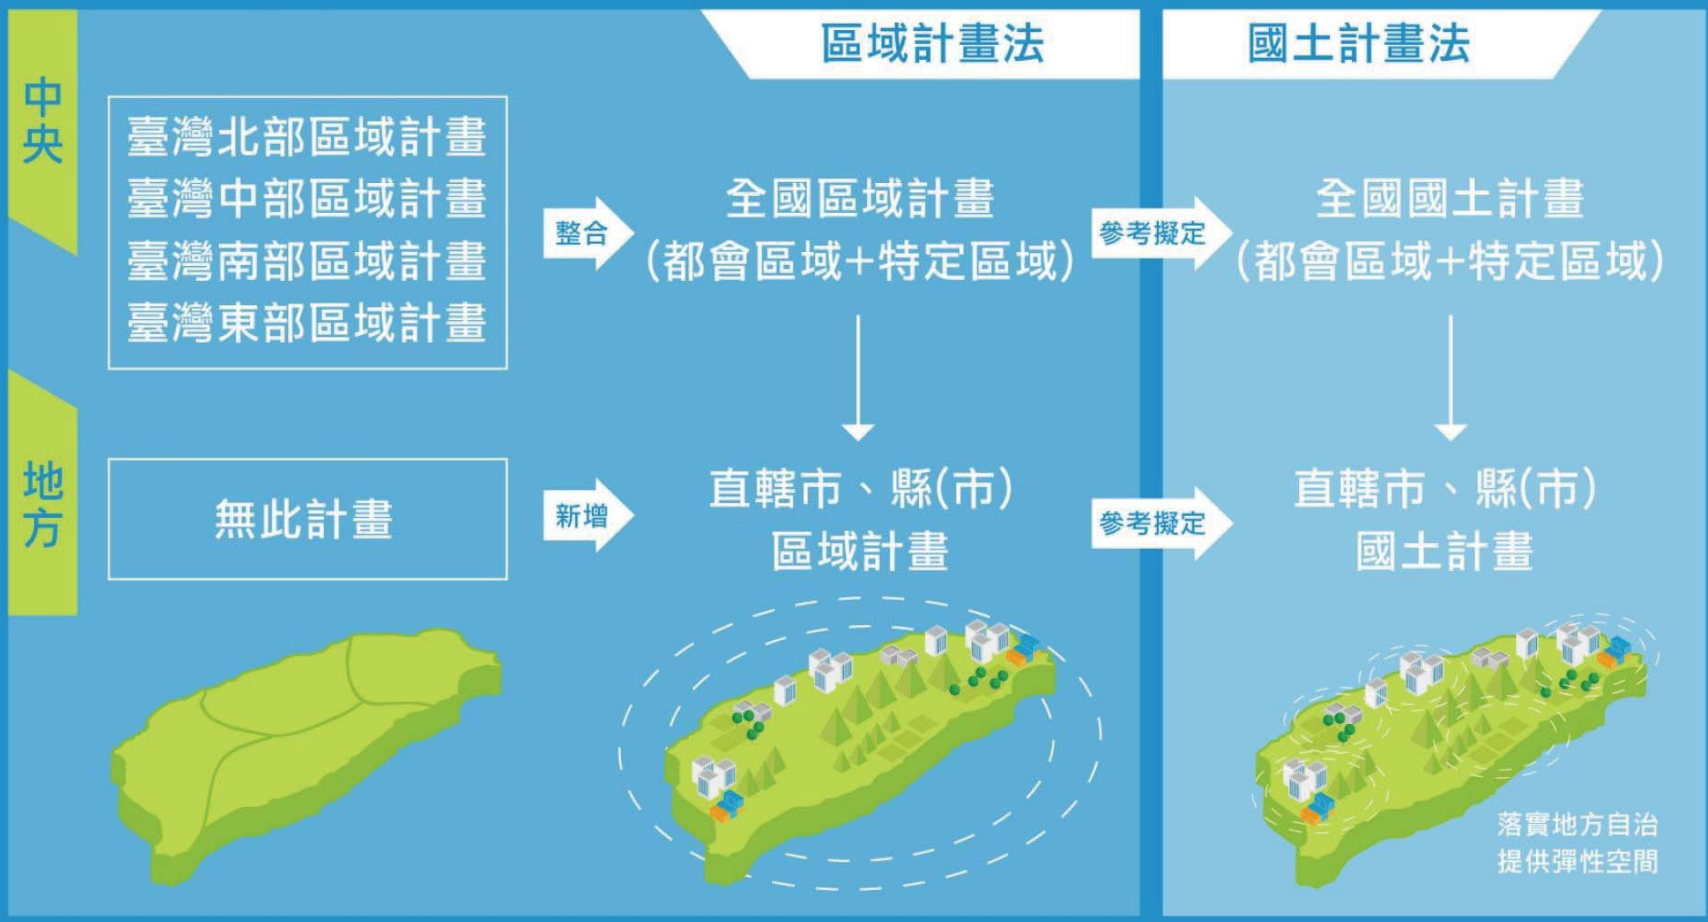 區域計畫法
國土計畫法
中央
臺灣北部區域計畫
臺灣中部區域計畫
臺灣南部區域計畫
臺灣東部區域計畫
整合
全國區域計畫
(都會區域+特定區域)
參考擬定
全國國土計畫
(都會區域+特定區域)
地方
無此計畫
新增
直轄市、縣(市)
區域計畫
參考擬定
直轄市、縣(市)
國土計畫
落實地方自治
提供彈性空間